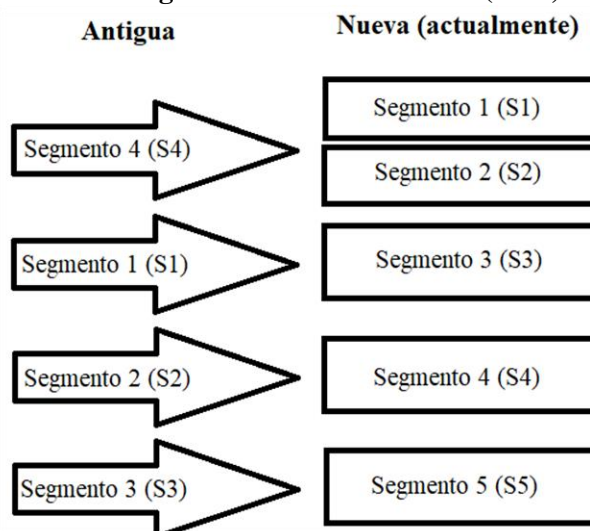 Antigua
Nueva (actualmente)
Segmento 4 (S4)
Segmento 1 (S1)
Segmento 2 (S2)
Segmento 1 (S1)
Segmento 3 (S3)
Segmento 2 (S2)
Segmento 4 (S4)
Segmento 3 (S3)
Segmento 5 (S5)